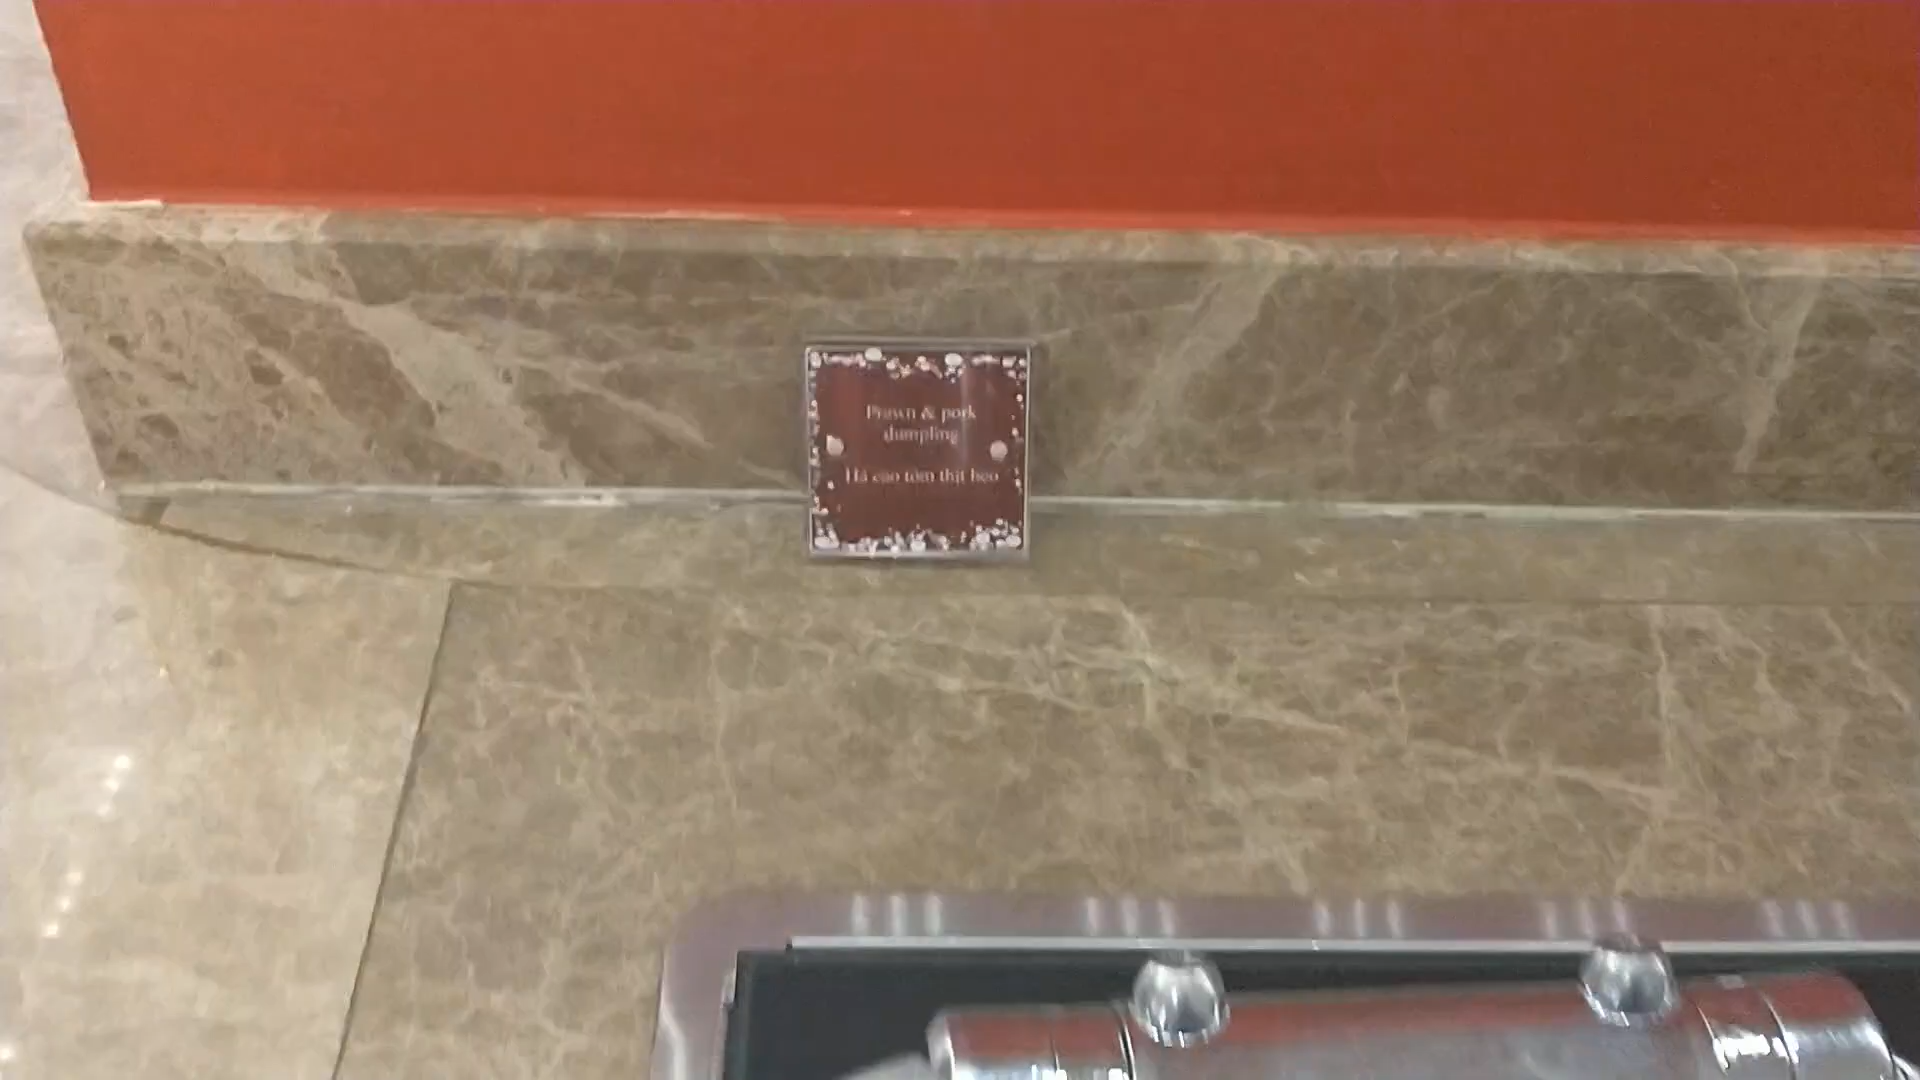 Prawn & pork
dumpling
Há cảo tôm thịt heo